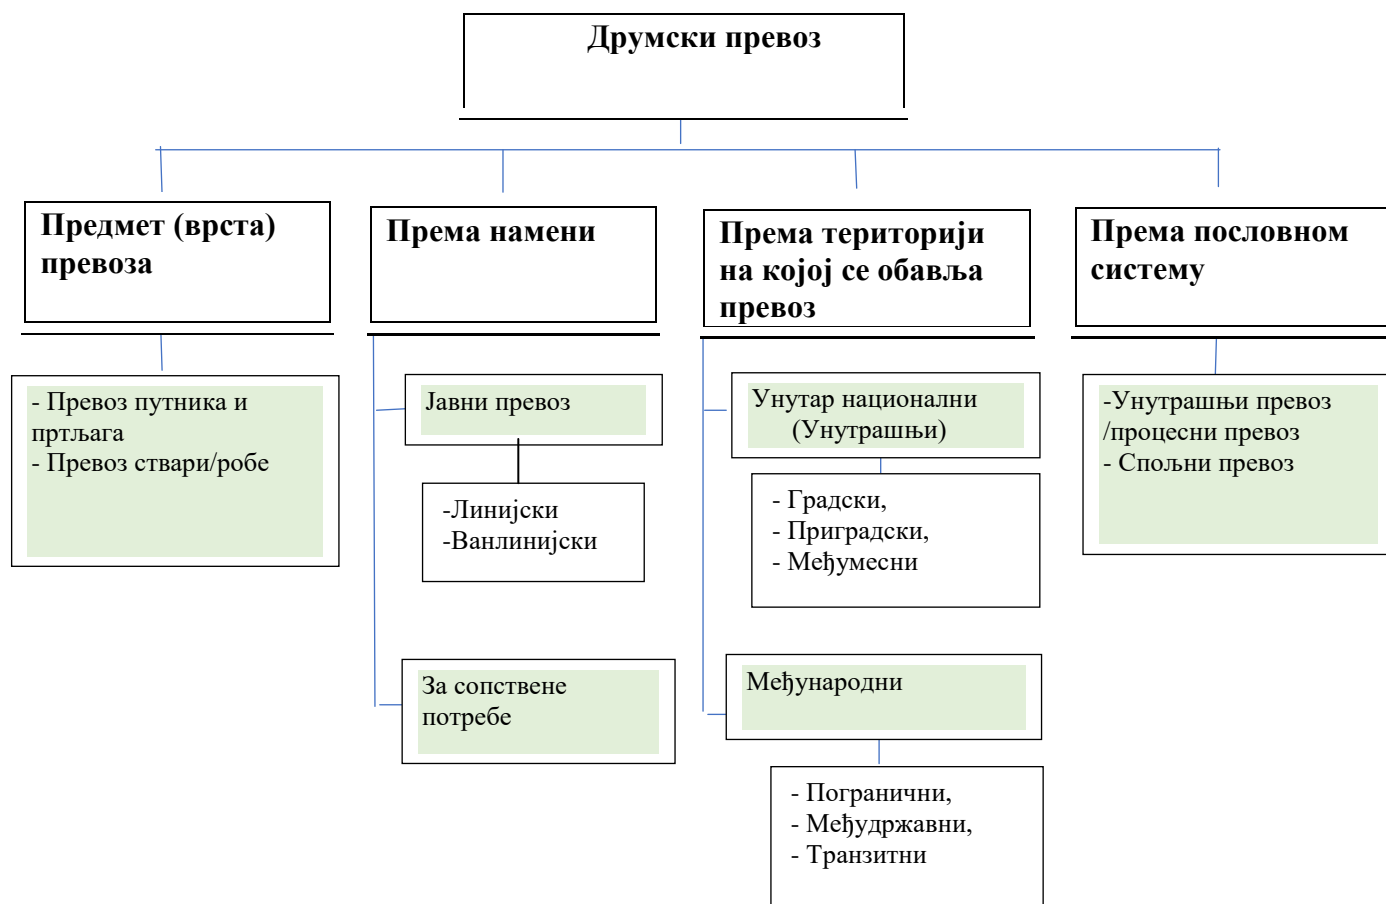 Друмски превоз
Предмет (врста)
превоза
Према намени
Према територији
на којој се обавља
превоз
Према пословном
систему
- Превоз путника и
пртљага
- Превоз ствари/робе
Јавни превоз
-Линијски
-Ванлинијски
За сопствене
потребе
Унутар национални
(Унутрашњи)
- Градски,
- Приградски,
- Међумесни
Међународни
- Погранични,
- Међудржавни,
- Транзитни
-Унутрашњи превоз
/процесни превоз
- Спољни превоз